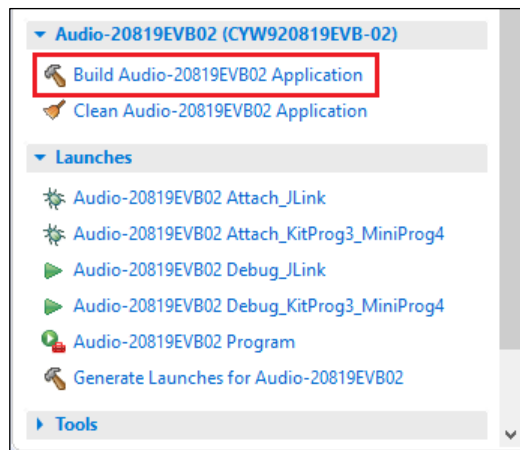 Audio-20819EVB02 (CYW920819EVB-02)
Build Audio-20819EVB02 Application
Clean Audio-20819EVB02 Application
Launches
Audio-20819EVB02 Attach_JLink
Audio-20819EVB02 Attach_KitProg3_MiniProg4
Audio-20819EVB02 Debug_JLink
Audio-20819EVB02 Debug_KitProg3_MiniProg4
Audio-20819EVB02 Program
Generate Launches for Audio-20819EVB02
Tools